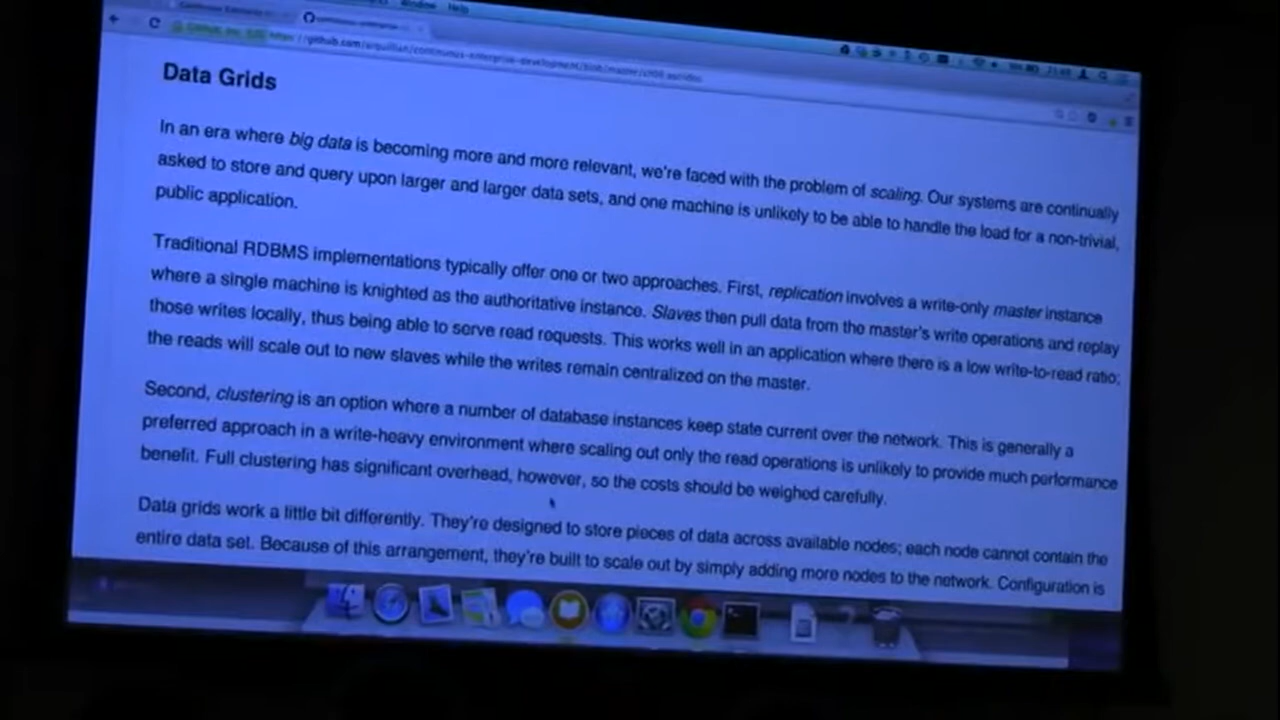 Window Help
https://github.com/arquillian/continuous-enterprise-development/blob/master/
Data Grids
In an era where big data is becoming more and more relevant, we're faced with the problem of scaling. Our systems are continually
asked to store and query upon larger and larger data sets, and one machine is unlikely to be able to handle the load for a non-trivial,
public application.
Traditional RDBMS implementations typically offer one or two approaches. First, replication involves a write-only master instance
where a single machine is knighted as the authoritative instance. Slaves then pull data from the master's write operations and replay
those writes locally, thus being able to serve read requests. This works well in an application where there is a low write-to-read ratio;
the reads will scale out to new slaves while the writes remain centralized on the master.
Second, clustering is an option where a number of database instances keep state current over the network. This is generally a
preferred approach in a write-heavy environment where scaling out only the read operations is unlikely to provide much performance
benefit. Full clustering has significant overhead, however, so the costs should be weighed carefully.
Data grids work a little bit differently. They're designed to store pieces of data across available nodes; each node cannot contain the
entire data set. Because of this arrangement, they're built to scale out by simply adding more nodes to the network. Configuration is